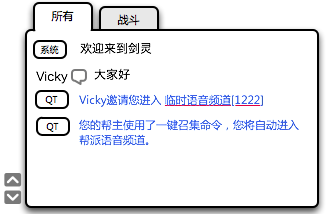 所有 战斗
系统 欢迎来到剑灵
Vicky 大家好
QT Vicky邀请您进入 临时语音频道[1222]
QT 您的帮主使用了一键召集命令，您将自动进入
帮派语音频道。